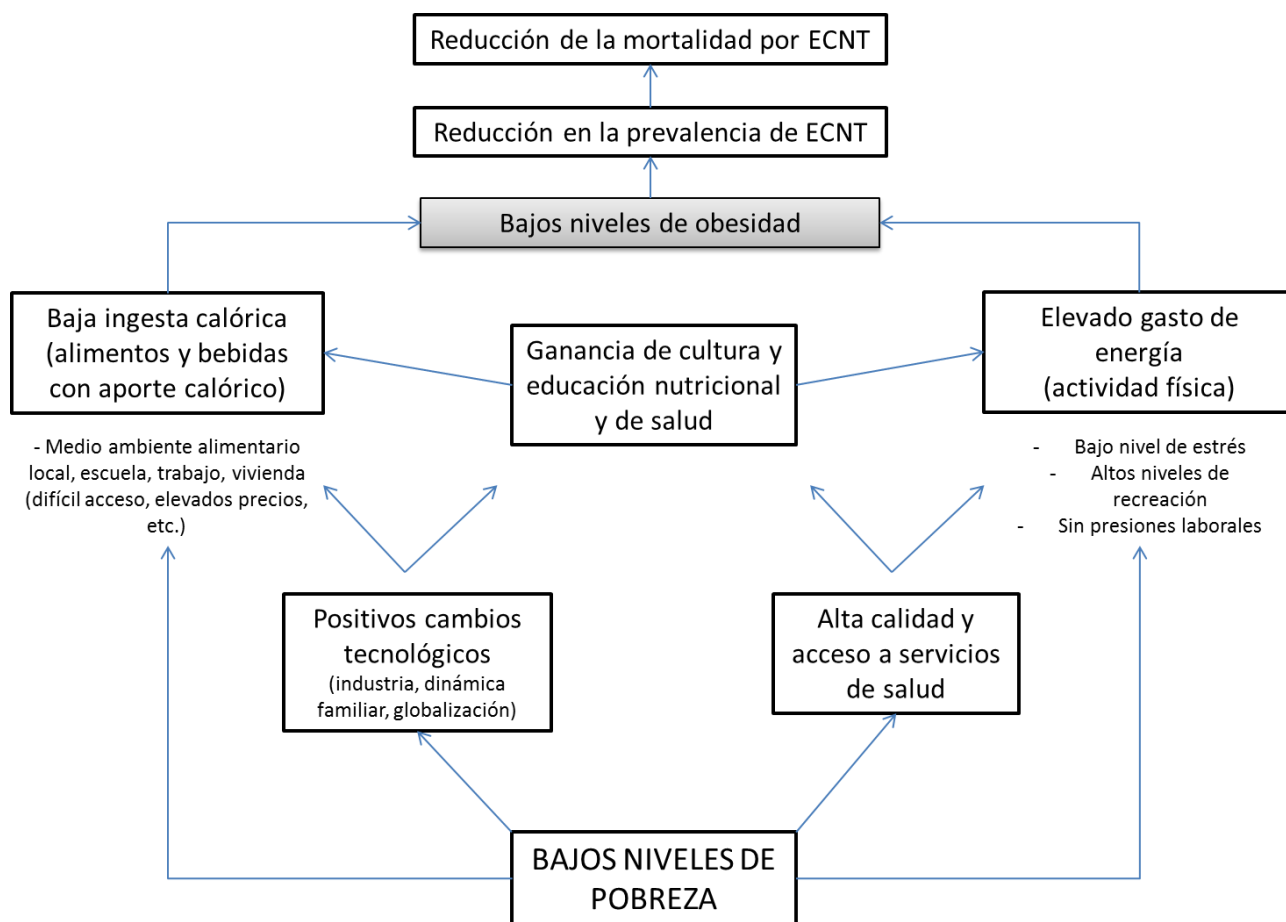 Reducción de la mortalidad por ECNT
Reducción en la prevalencia de ECNT
Bajos niveles de obesidad
Baja ingesta calórica
(alimentos y bebidas
con aporte calórico)
Ganancia de cultura y
educación nutricional
y de salud
Elevado gasto de
energía
(actividad física)
- Medio ambiente alimentario
local, escuela, trabajo, vivienda
(difícil acceso, elevados precios,
etc.)
- Bajo nivel de estrés
- Altos niveles de
recreación
- Sin presiones laborales
Positivos cambios
tecnológicos
(industria, dinámica
familiar, globalización)
Alta calidad y
acceso a servicios
de salud
BAJOS NIVELES DE
POBREZA